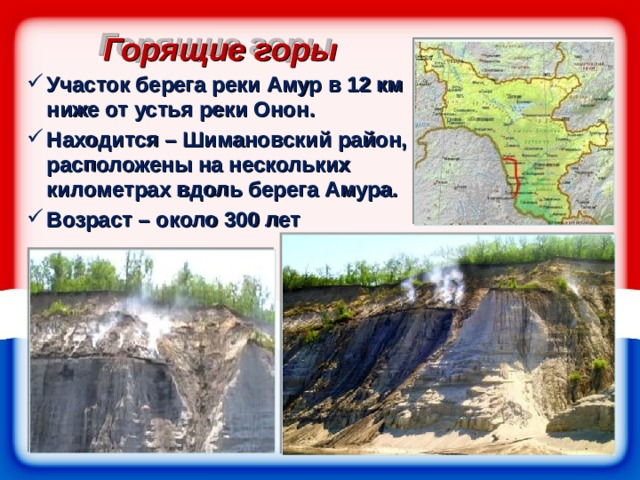 Горящие горы
Участок берега реки Амур в 12 км
ниже от устья реки Онон.
Находится – Шимановский район,
расположены на нескольких
километрах вдоль берега Амура.
Возраст – около 300 лет